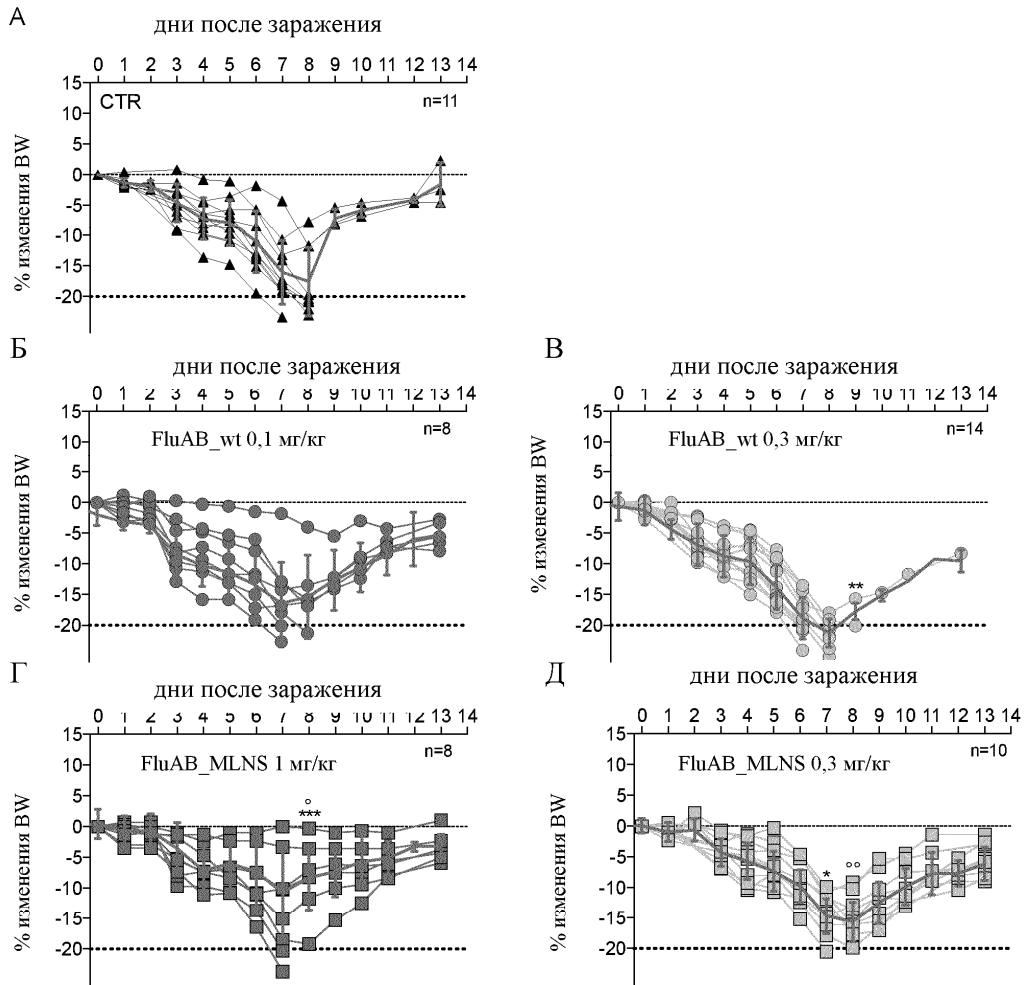 А
дни после заражения
0 1 2 3 4 5 6 7 8 9 10 11 12 13 14
15
CTR
n=11
10
5
0
-5
-10
-15
-20
% изменения BW
Б
дни после заражения
0 1 2 3 4 5 6 7 8 9 10 11 12 13 14
15
FluAB_wt 0,1 мг/кг
n=8
10
5
0
-5
-10
-15
-20
% изменения BW
В
дни после заражения
0 1 2 3 4 5 6 7 8 9 10 11 12 13 14
15
FluAB_wt 0,3 мг/кг
n=14
10
5
0
-5
-10
**
-15
-20
% изменения BW
Г
дни после заражения
0 1 2 3 4 5 6 7 8 9 10 11 12 13 14
15
FluAB_MLNS 1 мг/кг
n=8
10
5
°
***
0
-5
-10
-15
-20
% изменения BW
Д
дни после заражения
0 1 2 3 4 5 6 7 8 9 10 11 12 13 14
15
FluAB_MLNS 0,3 мг/кг
n=10
10
5
0
-5
* °°
-10
-15
-20
% изменения BW